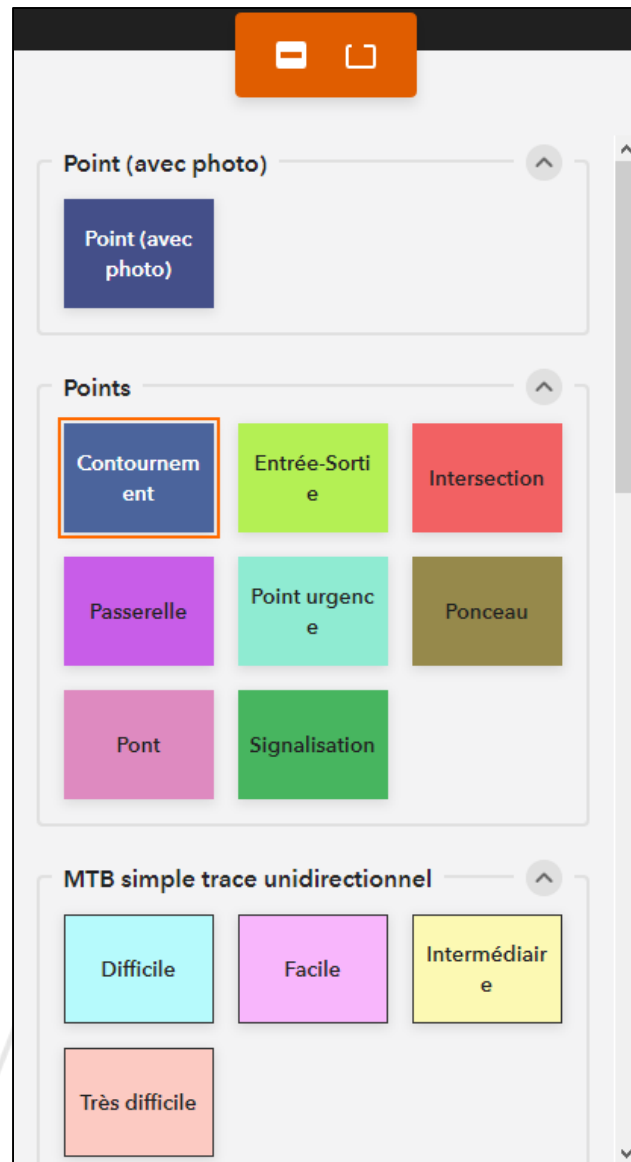 Point (avec photo)
Point (avec
photo)
Points
Contournem
ent
Entrée-Sorti
e
Intersection
Passerelle
Point urgenc
e
Ponceau
Pont
Signalisation
MTB simple trace unidirectionnel
Difficile
Facile
Intermédiair
e
Très difficile